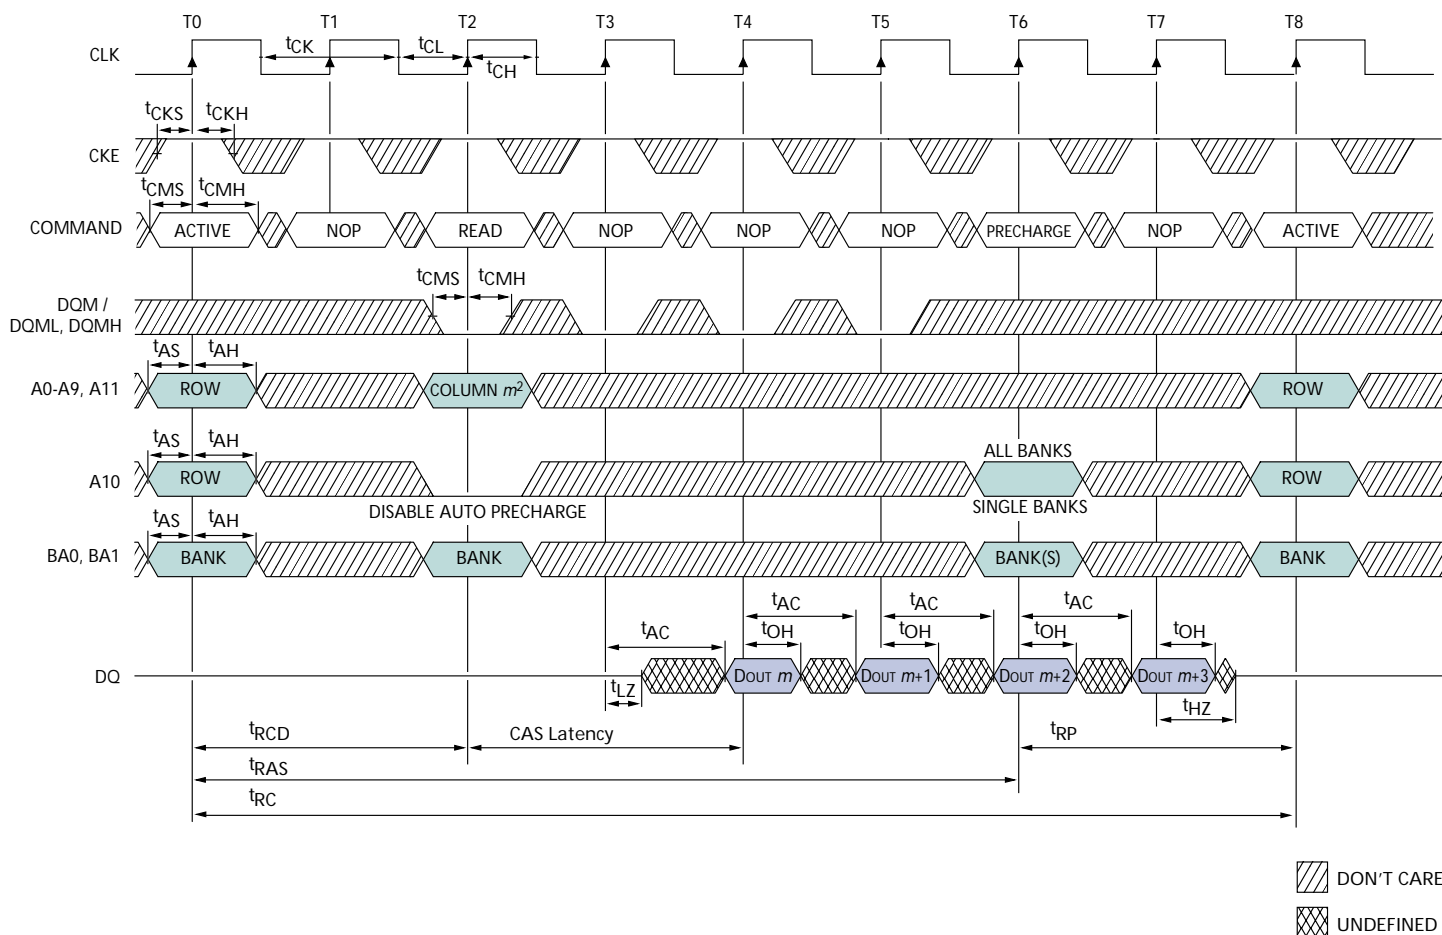 T0 T1 T2 T3 T4 T5 T6 T7 T8
CLK
tCK tCL
tCH
tCKS tCKH
CKE
tCMS tCMH
COMMAND ACTIVE NOP READ NOP NOP NOP PRECHARGE NOP ACTIVE
tCMS tCMH
DQM /
DQML, DQMH
tAS tAH
A0-A9, A11 ROW COLUMN m2 ROW
tAS tAH ALL BANKS
A10 ROW ROW
DISABLE AUTO PRECHARGE SINGLE BANKS
tAS tAH
BA0, BA1 BANK BANK BANK(S) BANK
tAC tAC tAC
tAC tOH tOH tOH tOH
DQ DOUT m DOUT m+1 DOUT m+2 DOUT m+3
tLZ tHZ
tRCD CAS Latency tRP
tRAS
tRC
DON'T CARE
UNDEFINED